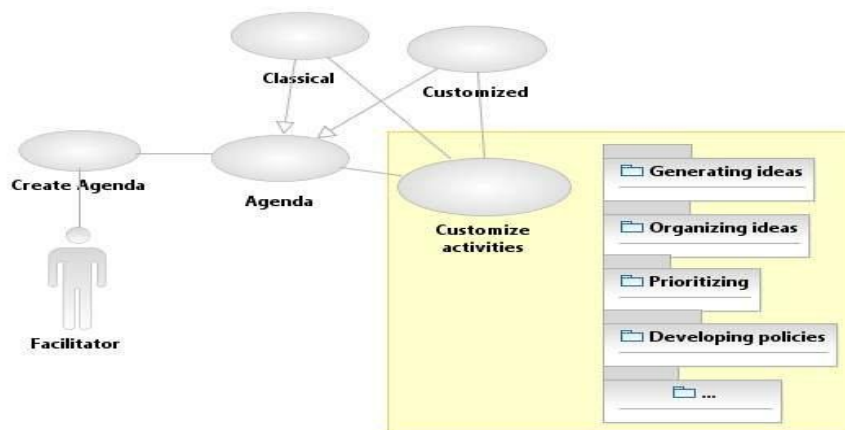 Classical
Customized
Create Agenda
Agenda
Customize
activities
Facilitator
Generating ideas
Organizing ideas
Prioritizing
Developing policies
...